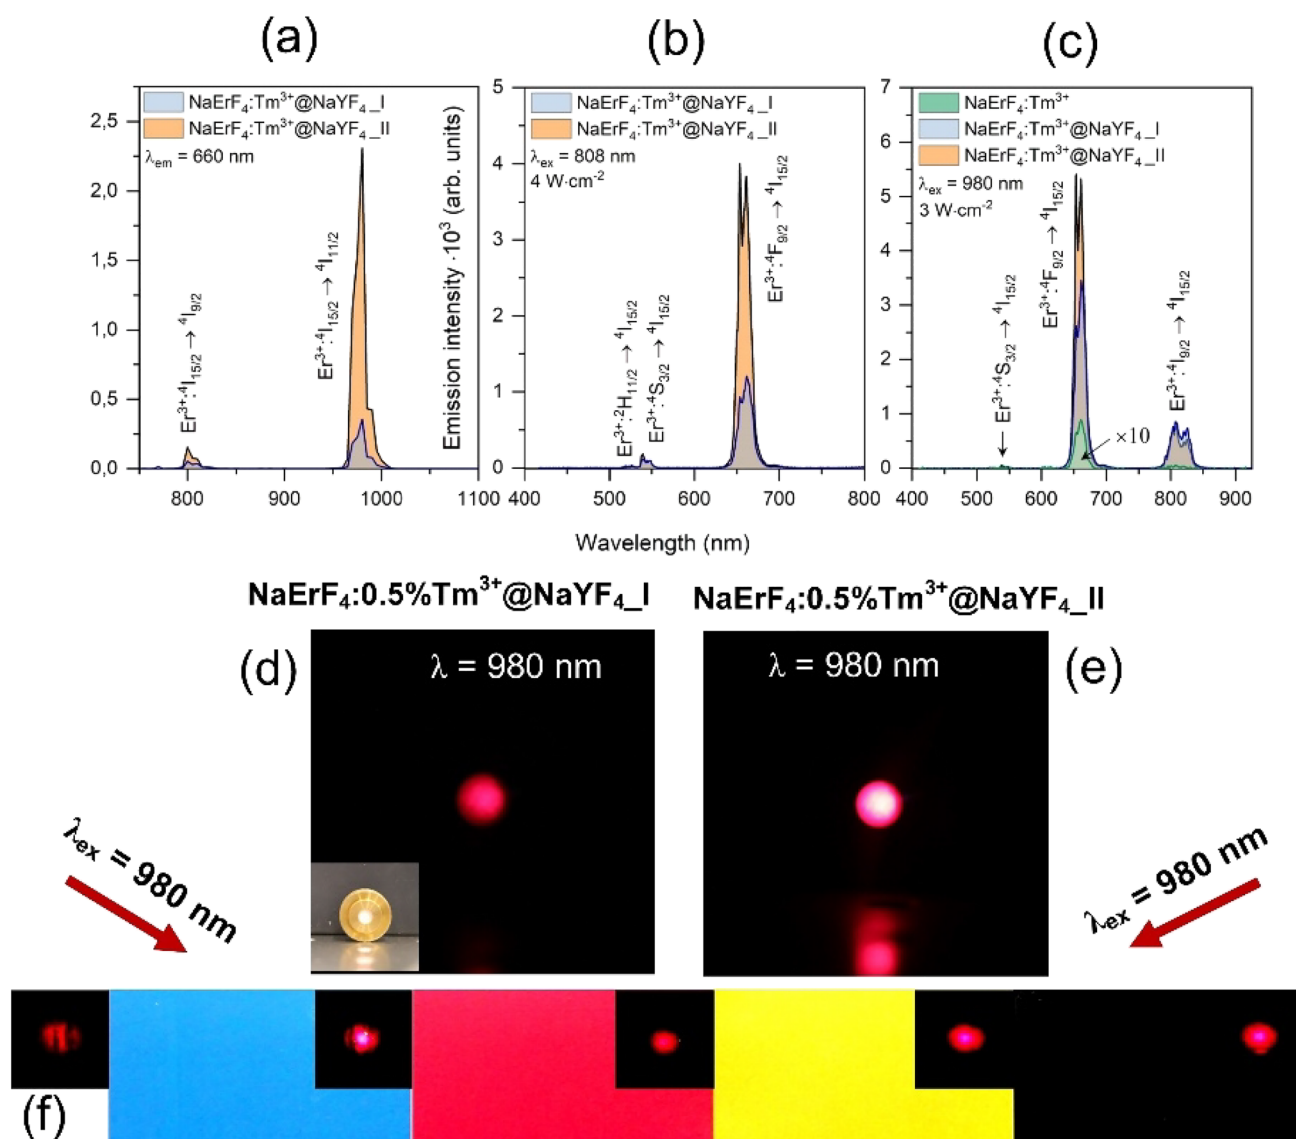 (a)
(b)
(c)
NaErF₄:Tm³⁺@NaYF₄_I
NaErF₄:Tm³⁺@NaYF₄_II
λem = 660 nm
2,5
2,0
1,5
1,0
0,5
0,0
Er³⁺:⁴I₁₅/₂ → ⁴I₉/₂
Er³⁺:⁴I₁₅/₂ → ⁴I₁₁/₂
800
900
1000
1100
Emission intensity ·10³ (arb. units)
NaErF₄:Tm³⁺@NaYF₄_I
NaErF₄:Tm³⁺@NaYF₄_II
λex = 808 nm
4 W·cm⁻²
5
4
3
2
1
0
Er³⁺:²H₁₁/₂ → ⁴I₁₅/₂
Er³⁺:⁴S₃/₂ → ⁴I₁₅/₂
Er³⁺:⁴F₉/₂ → ⁴I₁₅/₂
400
500
600
700
800
NaErF₄:Tm³⁺
NaErF₄:Tm³⁺@NaYF₄_I
NaErF₄:Tm³⁺@NaYF₄_II
λex = 980 nm
3 W·cm⁻²
7
6
5
4
3
2
1
0
Er³⁺:⁴S₃/₂ → ⁴I₁₅/₂
Er³⁺:⁴F₉/₂ → ⁴I₁₅/₂
Er³⁺:⁴I₉/₂ → ⁴I₁₅/₂
×10
400
500
600
700
800
900
Wavelength (nm)
NaErF₄:0.5%Tm³⁺@NaYF₄_I
NaErF₄:0.5%Tm³⁺@NaYF₄_II
(d)
λ = 980 nm
λ = 980 nm
(e)
λex = 980 nm
λex = 980 nm
(f)